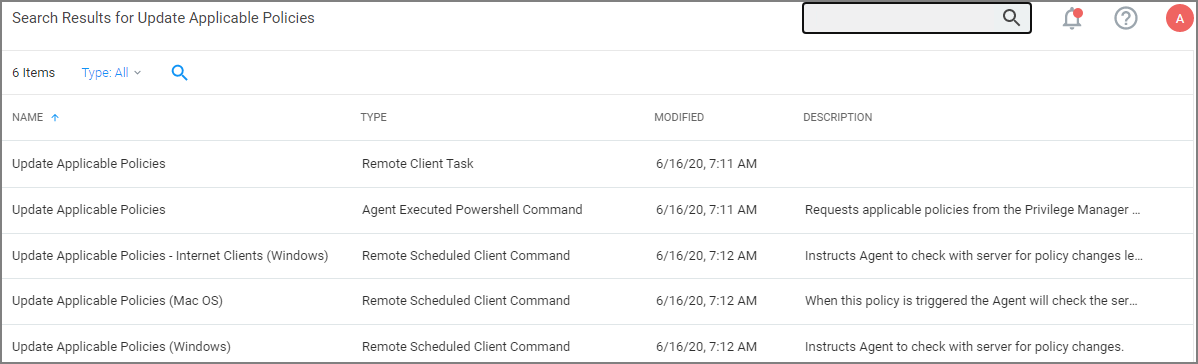 Search Results for Update Applicable Policies
A
6 Items Type: All
NAME TYPE MODIFIED DESCRIPTION
Update Applicable Policies Remote Client Task 6/16/20, 7:11 AM
Update Applicable Policies Agent Executed Powershell Command 6/16/20, 7:11 AM Requests applicable policies from the Privilege Manager ...
Update Applicable Policies - Internet Clients (Windows) Remote Scheduled Client Command 6/16/20, 7:12 AM Instructs Agent to check with server for policy changes le...
Update Applicable Policies (Mac OS) Remote Scheduled Client Command 6/16/20, 7:12 AM When this policy is triggered the Agent will check the ser...
Update Applicable Policies (Windows) Remote Scheduled Client Command 6/16/20, 7:12 AM Instructs Agent to check with server for policy changes.